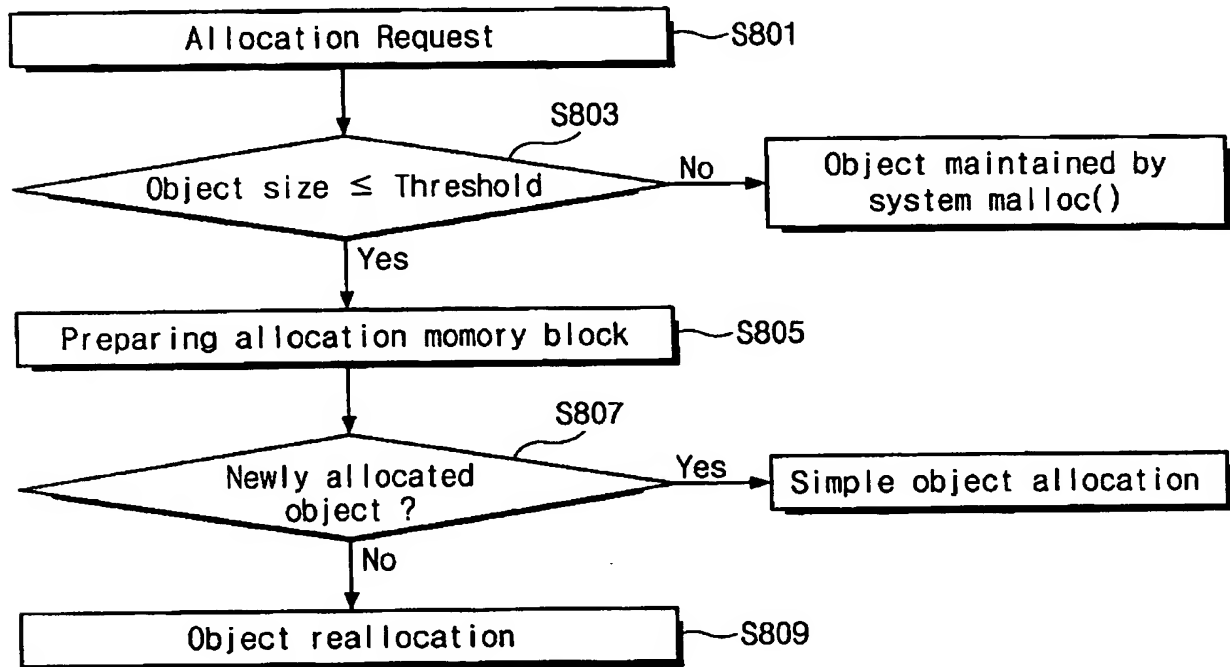 Allocation Request
S801
S803
Object size ≤ Threshold
No
Object maintained by
system malloc()
Yes
Preparing allocation momory block
S805
S807
Newly allocated
object ?
Yes
Simple object allocation
No
Object reallocation
S809